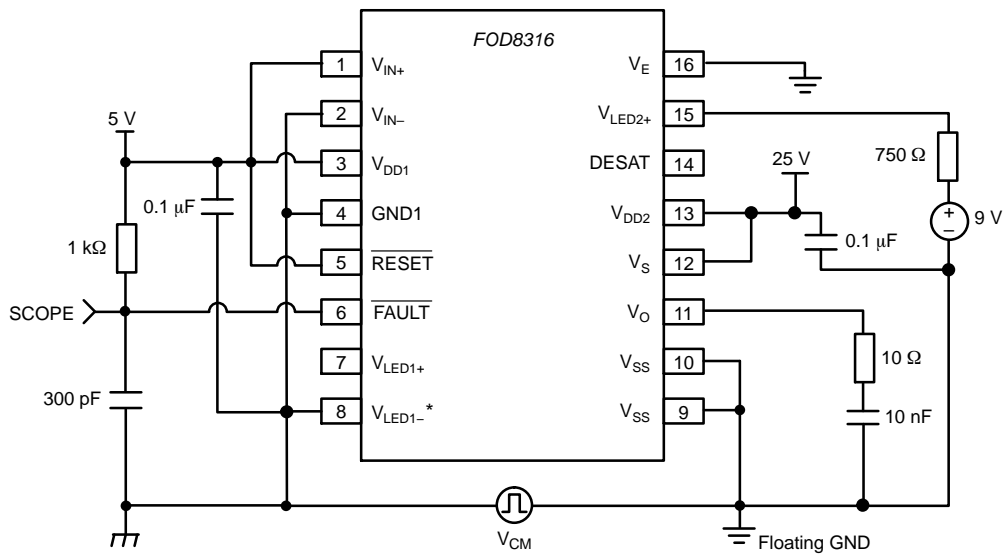 FOD8316
1 V_IN+
2 V_IN–
3 V_DD1
4 GND1
5 RESET
6 FAULT
7 V_LED1+
8 V_LED1–*
16 V_E
15 V_LED2+
14 DESAT
13 V_DD2
12 V_S
11 V_O
10 V_SS
9 V_SS
5 V
0.1 μF
1 kΩ
SCOPE
300 pF
25 V
0.1 μF
750 Ω
+
–
9 V
10 Ω
10 nF
V_CM
Floating GND